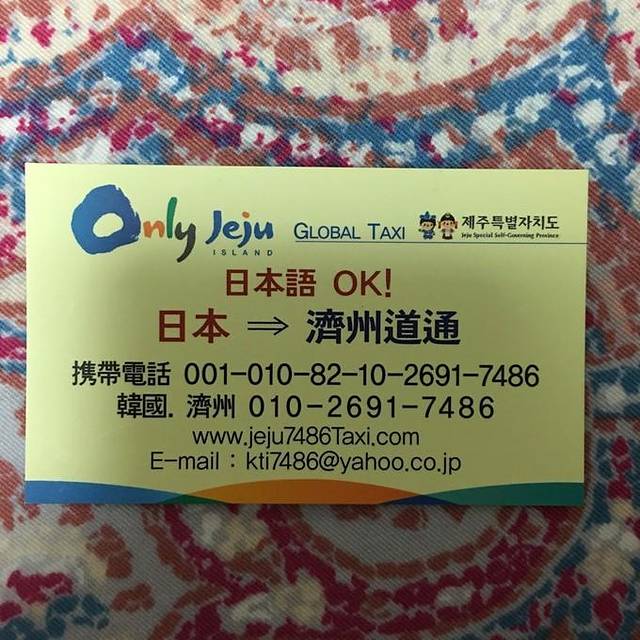 Only Jeju ISLAND GLOBAL TAXI 제주특별자치도
Jeju Special Self-Governing Province
日本語 OK!
日本 ⇒ 濟州道通
携帶電話 001-010-82-10-2691-7486
韓國. 濟州 010-2691-7486
www.jeju7486Taxi.com
E-mail : kti7486@yahoo.co.jp